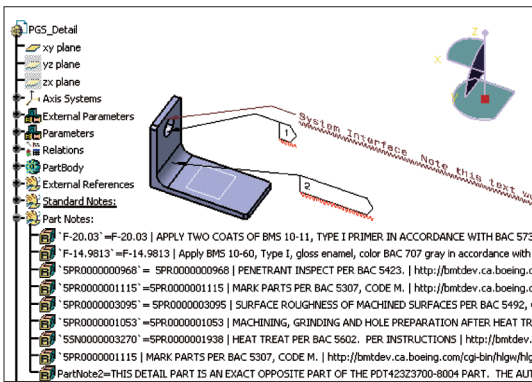 PGS_Detail
xy plane
yz plane
zx plane
Axis Systems
External Parameters
Parameters
Relations
PartBody
External References
Standard Notes:
Part Notes:
`F-20.03`=F-20.03 | APPLY TWO COATS OF BMS 10-11, TYPE I PRIMER IN ACCORDANCE WITH BAC 573
`F-14.9813`=F-14.9813 | Apply BMS 10-60, Type I, gloss enamel, color BAC 707 gray in accordance with
`5PR0000000968`= 5PR0000000968 | PENETRANT INSPECT PER BAC 5423. | http://bmtdev.ca.boeing.c
`5PR0000001115`=5PR0000001115 | MARK PARTS PER BAC 5307, CODE M. | http://bmtdev.ca.boeing.
`5PR0000003095`= 5PR0000003095 | SURFACE ROUGHNESS OF MACHINED SURFACES PER BAC 5492,
`5PR0000001053`=5PR0000001053 | MACHINING, GRINDING AND HOLE PREPARATION AFTER HEAT TR
`5SN0000003270`=5PR0000001938 | HEAT TREAT PER BAC 5602. PER INSTRUCTIONS | http://bmtdev.
`5PR0000001115 | MARK PARTS PER BAC 5307, CODE M. | http://bmtdev.ca.boeing.com/cgi-bin/hlgw/hlg
PartNote2=THIS DETAIL PART IS AN EXACT OPPOSITE PART OF THE PDT423Z3700-8004 PART. THE AUT
System Interface Note this text w
1
2
z
x
y